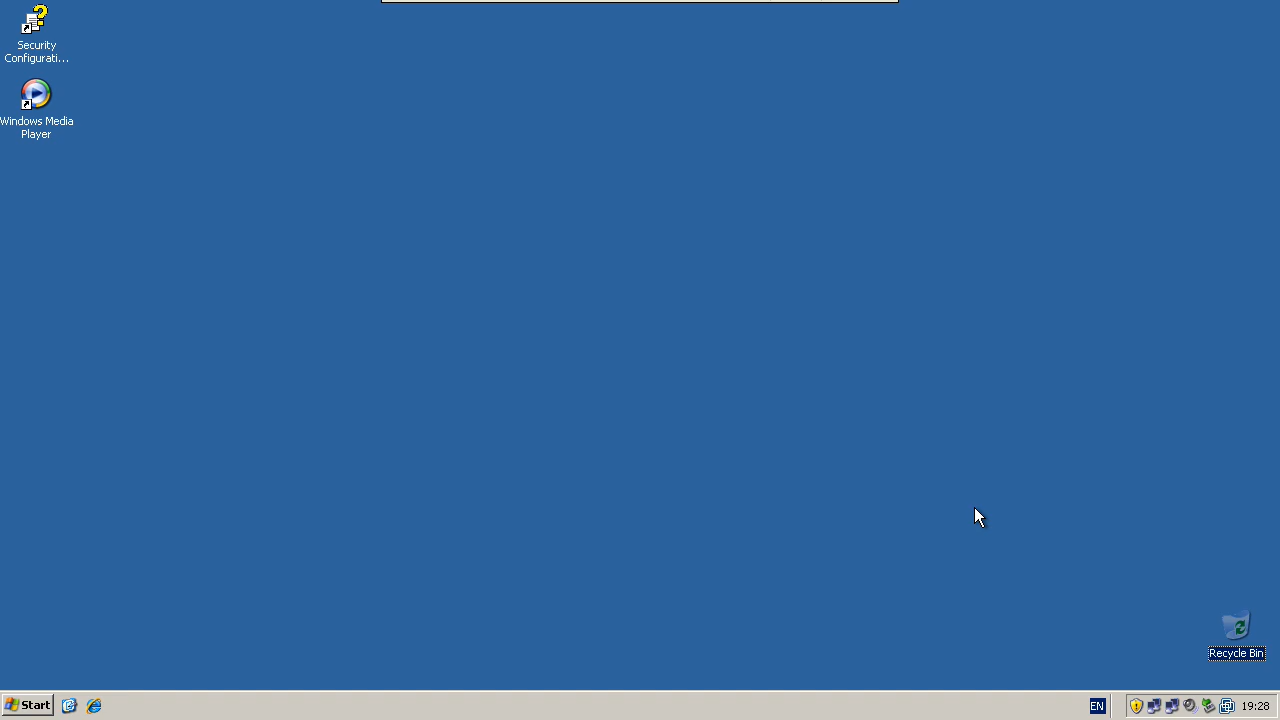 Security
Configurati...
Windows Media
Player
Recycle Bin
Start
EN
19:28